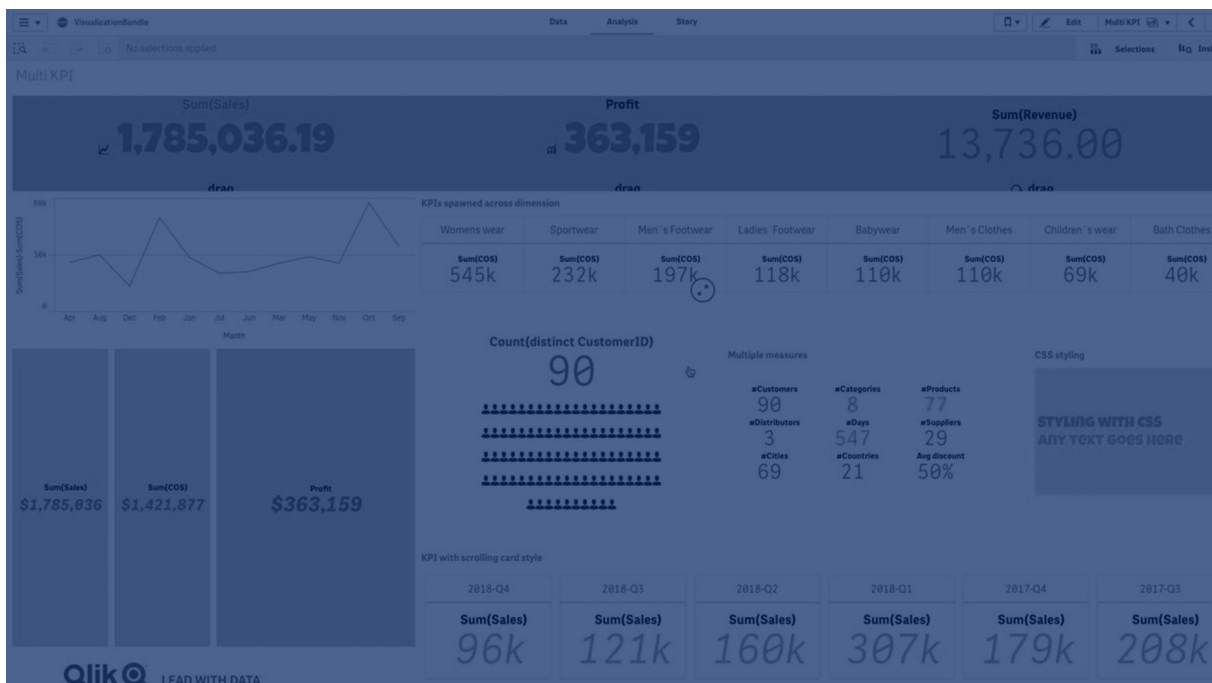 VisualizationBundle Data Analysis Story Edit Multi KPI
No selections applied Selections
Multi KPI
Sum(Sales) Profit Sum(Revenue)
1,785,036.19 363,159 13,736.00
drag drag drag
KPIs spawned across dimension
Womens wear Sportwear Men´s Footwear Ladies´Footwear Babywear Men´s Clothes Children´s wear Bath Clothes
Sum(COS) Sum(COS) Sum(COS) Sum(COS) Sum(COS) Sum(COS) Sum(COS) Sum(COS)
545k 232k 197k 118k 110k 110k 69k 40k
Sum(Sales)-Sum(COS)
0
Apr Aug Dec Feb Jan Jul Jun Mar May Nov Oct Sep
Month
Count(distinct CustomerID)
90
Multiple measures
#Customers #Categories #Products
90 8 77
#Distributors #Days #Suppliers
3 547 29
#Cities #Countries Avg discount
69 21 50%
CSS styling
STYLING WITH CSS
ANY TEXT GOES HERE
Sum(Sales) Sum(COS) Profit
$1,785,036 $1,421,877 $363,159
KPI with scrolling card style
2018-Q4 2018-Q3 2018-Q2 2018-Q1 2017-Q4 2017-Q3
Sum(Sales) Sum(Sales) Sum(Sales) Sum(Sales) Sum(Sales) Sum(Sales)
96k 121k 160k 307k 179k 208k
Qlik LEAD WITH DATA